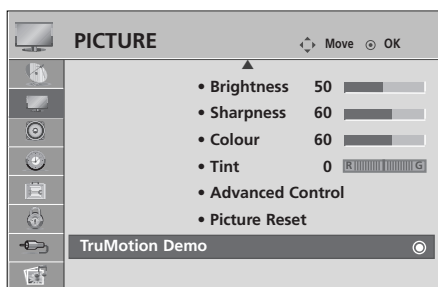 PICTURE Move OK
• Brightness 50
• Sharpness 60
• Colour 60
• Tint 0 R G
• Advanced Control
• Picture Reset
TruMotion Demo